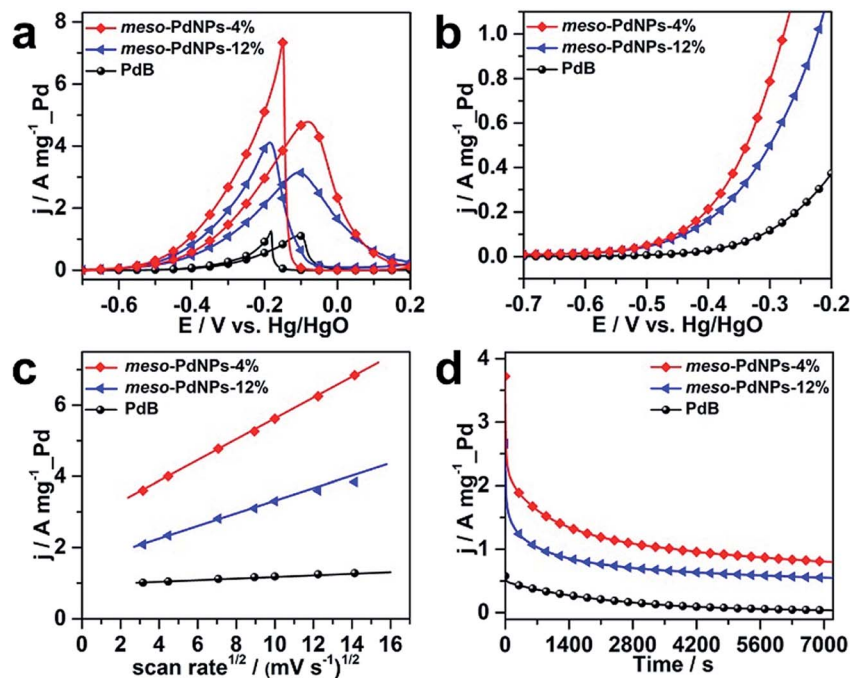 a
meso-PdNPs-4%
meso-PdNPs-12%
PdB
j / A mg⁻¹_Pd
8
6
4
2
0
-0.6 -0.4 -0.2 0.0 0.2
E / V vs. Hg/HgO
b
meso-PdNPs-4%
meso-PdNPs-12%
PdB
j / A mg⁻¹_Pd
1.0
0.8
0.6
0.4
0.2
0.0
-0.7 -0.6 -0.5 -0.4 -0.3 -0.2
E / V vs. Hg/HgO
c
meso-PdNPs-4%
meso-PdNPs-12%
PdB
j / A mg⁻¹_Pd
6
4
2
0
0 2 4 6 8 10 12 14 16
scan rate¹ᐟ² / (mV s⁻¹)¹ᐟ²
d
meso-PdNPs-4%
meso-PdNPs-12%
PdB
j / A mg⁻¹_Pd
4
3
2
1
0
0 1400 2800 4200 5600 7000
Time / s